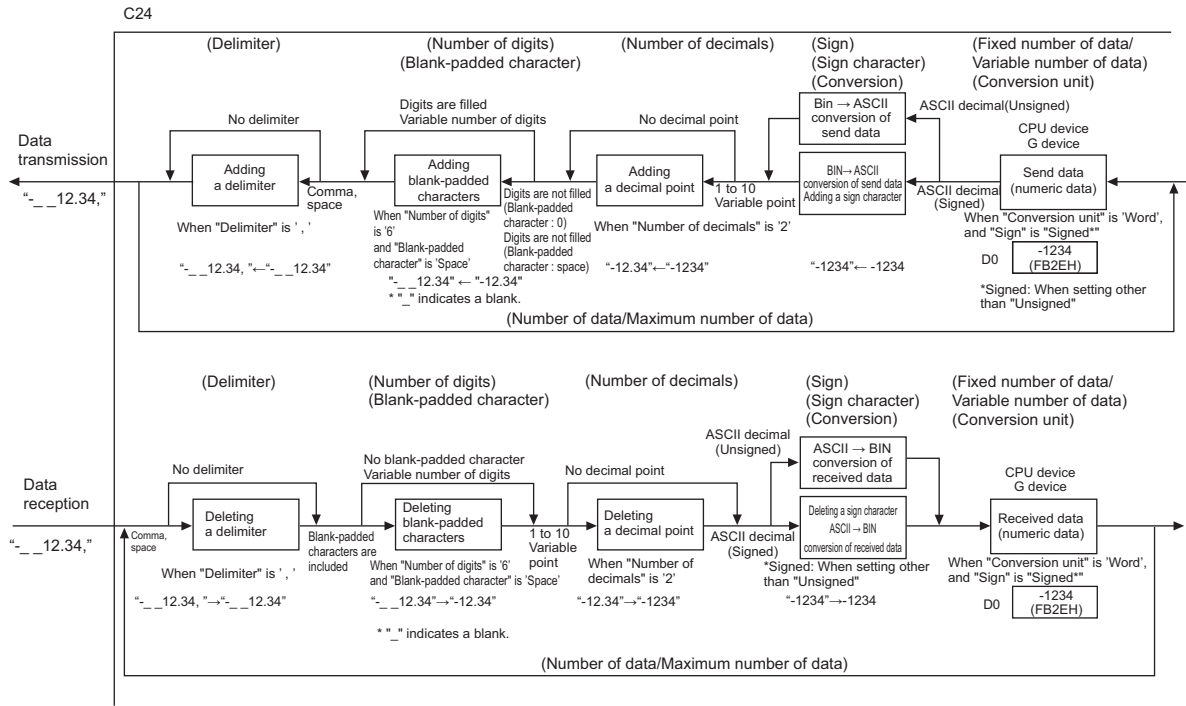 C24
(Delimiter)
(Number of digits)
(Blank-padded character)
(Number of decimals)
(Sign)
(Sign character)
(Conversion)
(Fixed number of data/
Variable number of data)
(Conversion unit)
Data
transmission
"-_ _12.34,"
No delimiter
Adding
a delimiter
Comma,
space
When "Delimiter" is ' , '
“-_ _12.34, ”←“-_ _12.34”
Digits are filled
Variable number of digits
Adding
blank-padded
characters
When "Number of digits"
is '6'
and "Blank-padded
character" is 'Space'
"-_ _12.34" ← "-12.34"
* "_" indicates a blank.
Digits are not filled
(Blank-padded
character : 0)
Digits are not filled
(Blank-padded
character : space)
No decimal point
Adding
a decimal point
1 to 10
Variable point
When "Number of decimals" is '2'
“-12.34”←“-1234”
Bin → ASCII
conversion of
send data
BIN→ASCII
conversion of send data
Adding a sign character
“-1234”← -1234
ASCII decimal(Unsigned)
ASCII decimal
(Signed)
CPU device
G device
Send data
(numeric data)
When "Conversion unit" is 'Word',
and "Sign" is "Signed*"
D0
-1234
(FB2EH)
*Signed: When setting other
than "Unsigned"
(Number of data/Maximum number of data)
(Delimiter)
(Number of digits)
(Blank-padded character)
(Number of decimals)
(Sign)
(Sign character)
(Conversion)
(Fixed number of data/
Variable number of data)
(Conversion unit)
Data
reception
“-_ _12.34,”
No delimiter
Comma,
space
Deleting
a delimiter
When "Delimiter" is ' , '
“-_ _12.34, ”→“-_ _12.34”
Blank-padded
characters are
included
No blank-padded character
Variable number of digits
Deleting
blank-padded
characters
When "Number of digits" is '6'
and "Blank-padded character" is 'Space'
“-_ _12.34”→“-12.34”
* "_" indicates a blank.
1 to 10
Variable
point
No decimal point
Deleting
a decimal point
When "Number of
decimals" is '2'
“-12.34”→“-1234”
ASCII decimal
(Unsigned)
ASCII decimal
(Signed)
ASCII → BIN
conversion of
received data
Deleting a sign character
ASCII → BIN
conversion of received data
*Signed: When setting other
than "Unsigned"
“-1234”→-1234
CPU device
G device
Received data
(numeric data)
When "Conversion unit" is 'Word',
and "Sign" is "Signed*"
D0
-1234
(FB2EH)
(Number of data/Maximum number of data)